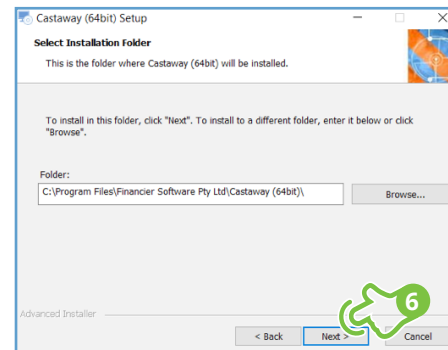 Castaway (64bit) Setup
Select Installation Folder
This is the folder where Castaway (64bit) will be installed.
To install in this folder, click "Next". To install to a different folder, enter it below or click
"Browse".
Folder:
C:\Program Files\Financier Software Pty Ltd\Castaway (64bit)\
Browse...
6
Advanced Installer
< Back
Next >
Cancel